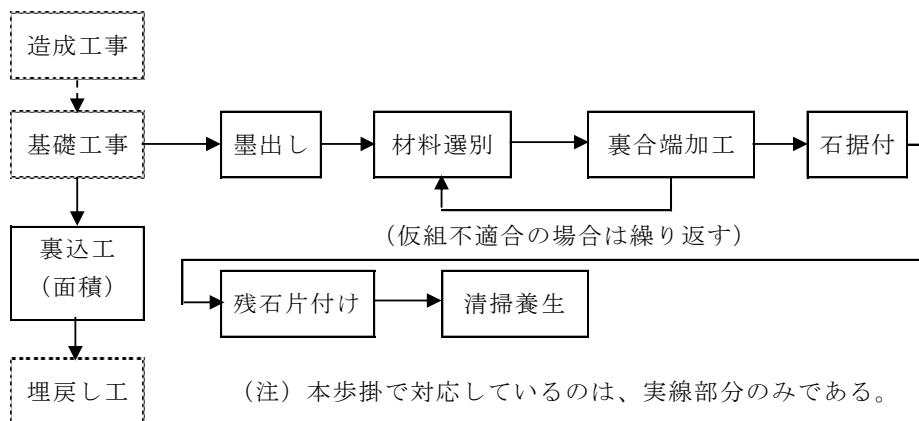 造成工事
基礎工事
墨出し
材料選別
裏合端加工
石据付
(仮組不適合の場合は繰り返す)
裏込工
(面積)
残石片付け
清掃養生
埋戻し工
(注)本歩掛で対応しているのは、実線部分のみである。